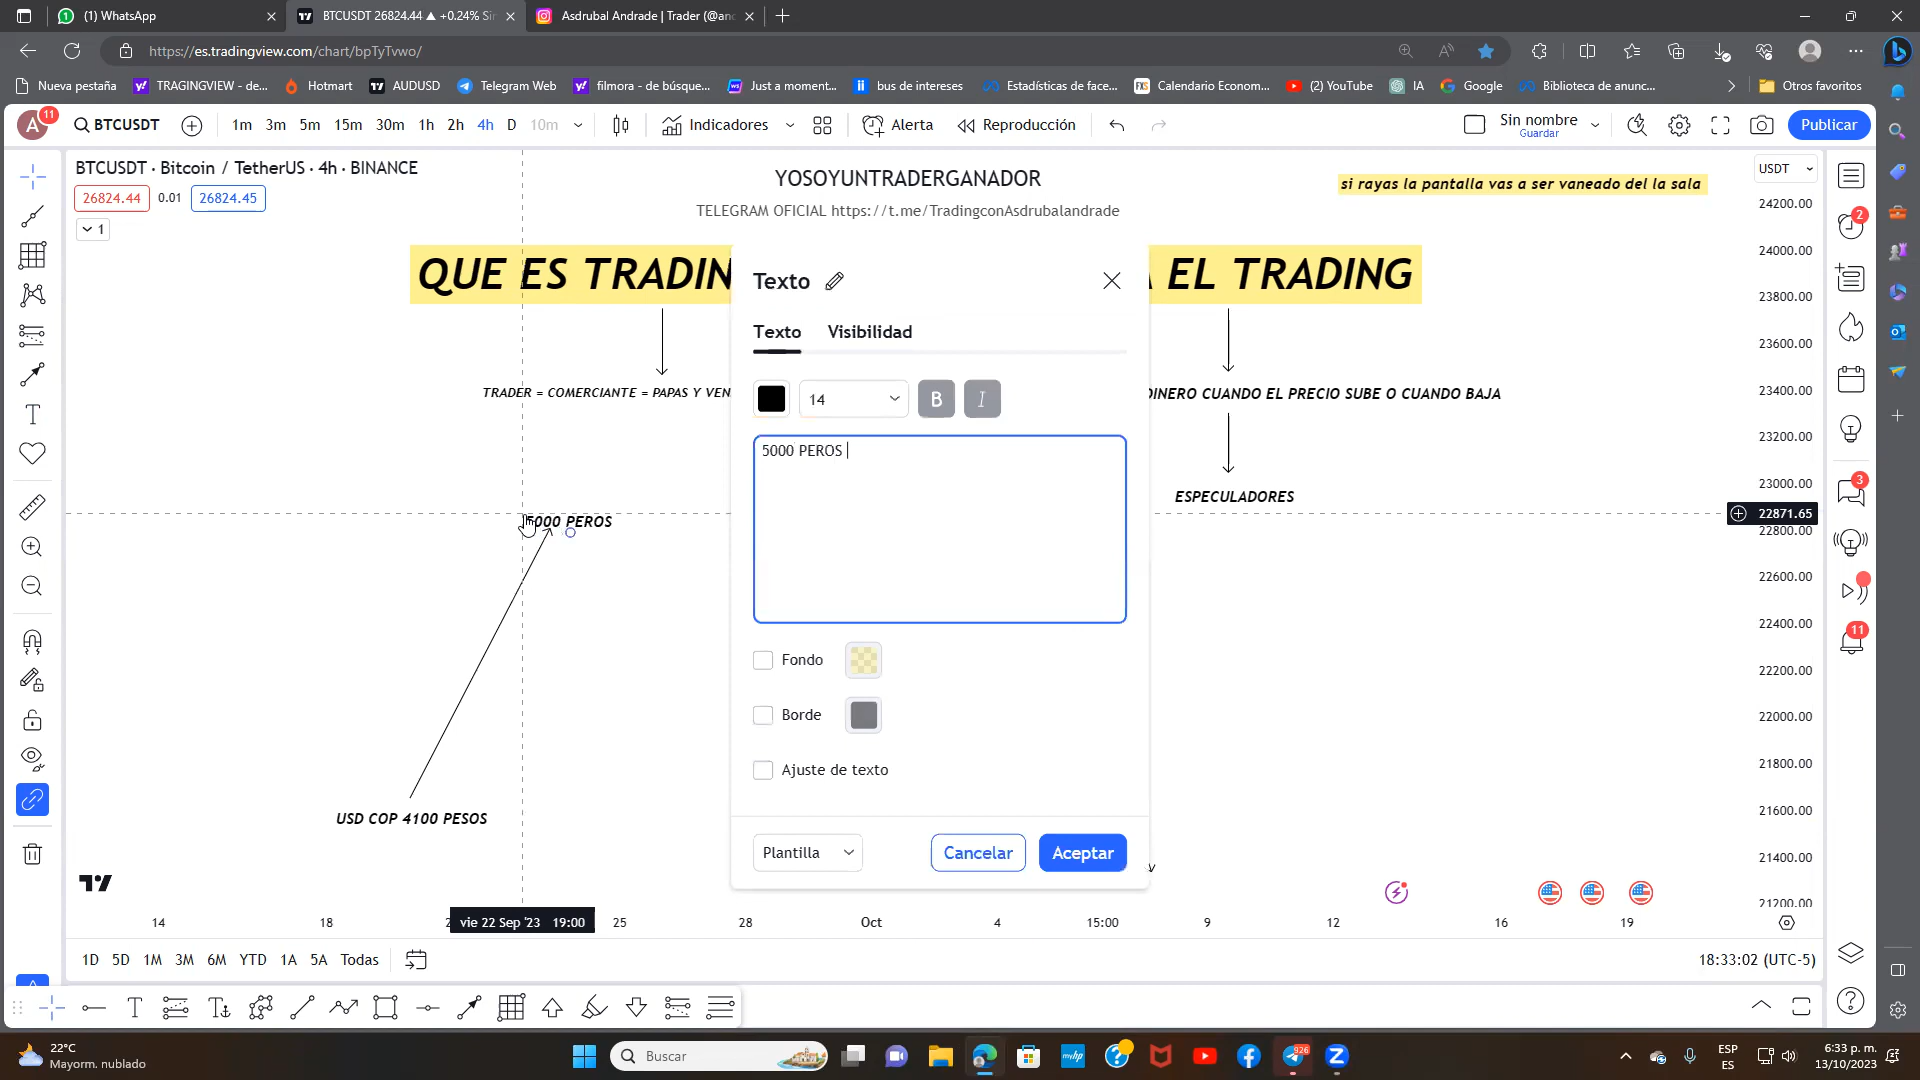 (1) WhatsApp
BTCUSDT 26824.44 ▲ +0.24% Si
Asdrubal Andrade | Trader (@an
https://es.tradingview.com/chart/bpTyTvwo/
Nueva pestaña
TRAGINGVIEW - de...
Hotmart
AUDUSD
Telegram Web
filmora - de búsque...
Just a moment...
bus de intereses
Estadísticas de face...
Calendario Econom...
(2) YouTube
IA
Google
Biblioteca de anunc...
Otros favoritos
A 11
BTCUSDT
1m 3m 5m 15m 30m 1h 2h 4h D 10m
Indicadores
Alerta
Reproducción
Sin nombre
Guardar
Publicar
BTCUSDT · Bitcoin / TetherUS · 4h · BINANCE
26824.44 0.01 26824.45
1
YOSOYUNTRADERGANADOR
TELEGRAM OFICIAL https://t.me/TradingconAsdrubalandrade
si rayas la pantalla vas a ser vaneado del la sala
USDT
QUE ES TRADIN
EL TRADING
TRADER = COMERCIANTE = PAPAS Y VEN
DINERO CUANDO EL PRECIO SUBE O CUANDO BAJA
ESPECULADORES
5000 PEROS
USD COP 4100 PESOS
Texto
Texto Visibilidad
14 B I
5000 PEROS
Fondo
Borde
Ajuste de texto
Plantilla
Cancelar
Aceptar
24200.00
24000.00
23800.00
23600.00
23400.00
23200.00
23000.00
22871.65
22800.00
22600.00
22400.00
22200.00
22000.00
21800.00
21600.00
21400.00
21200.00
2
3
11
14 18 2 vie 22 Sep '23 19:00 25 28 Oct 4 15:00 9 12 16 19
1D 5D 1M 3M 6M YTD 1A 5A Todas
18:33:02 (UTC-5)
22°C
Mayorm. nublado
Buscar
926
ESP
ES
6:33 p. m.
13/10/2023